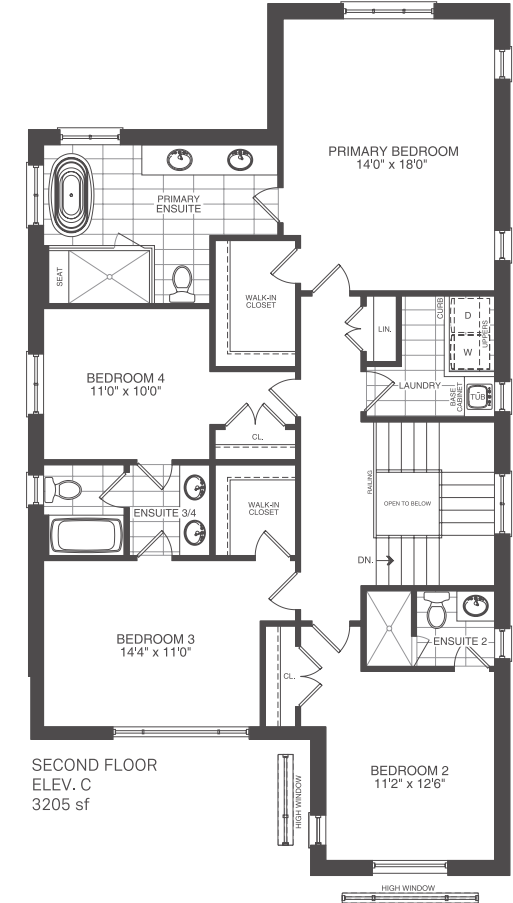 PRIMARY BEDROOM
14'0" x 18'0"
PRIMARY
ENSUITE
SEAT
WALK-IN
CLOSET
LIN.
CURB
D
W
UPPERS
LAUNDRY
BASE
CABINET
TUB
BEDROOM 4
11'0" x 10'0"
CL.
ENSUITE 3/4
WALK-IN
CLOSET
RAILING
OPEN TO BELOW
DN.
BEDROOM 3
14'4" x 11'0"
CL.
ENSUITE 2
BEDROOM 2
11'2" x 12'6"
SECOND FLOOR
ELEV. C
3205 sf
HIGH WINDOW
HIGH WINDOW